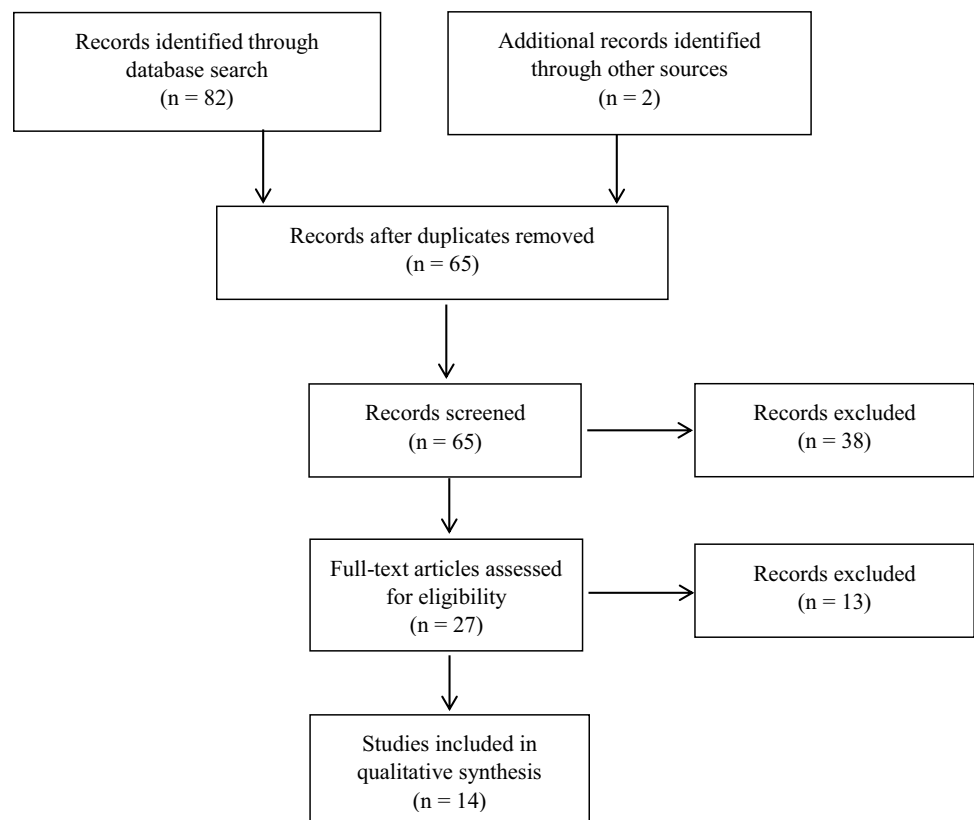 Records identified through
database search
(n = 82)
Additional records identified
through other sources
(n = 2)
Records after duplicates removed
(n = 65)
Records screened
(n = 65)
Records excluded
(n = 38)
Full-text articles assessed
for eligibility
(n = 27)
Records excluded
(n = 13)
Studies included in
qualitative synthesis
(n = 14)